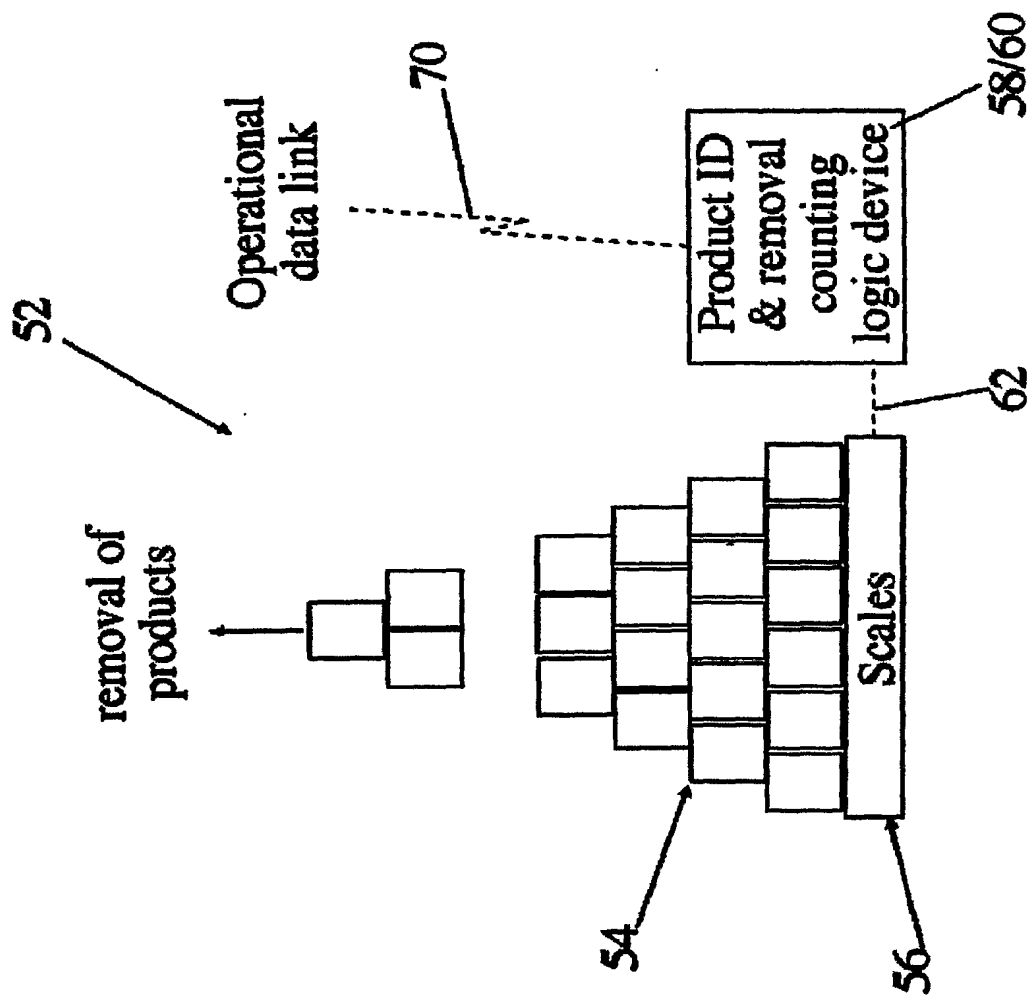 52
removal of
products
Operational
data link
70
54
Product ID
& removal
counting
logic device
Scales
56
62
58/60